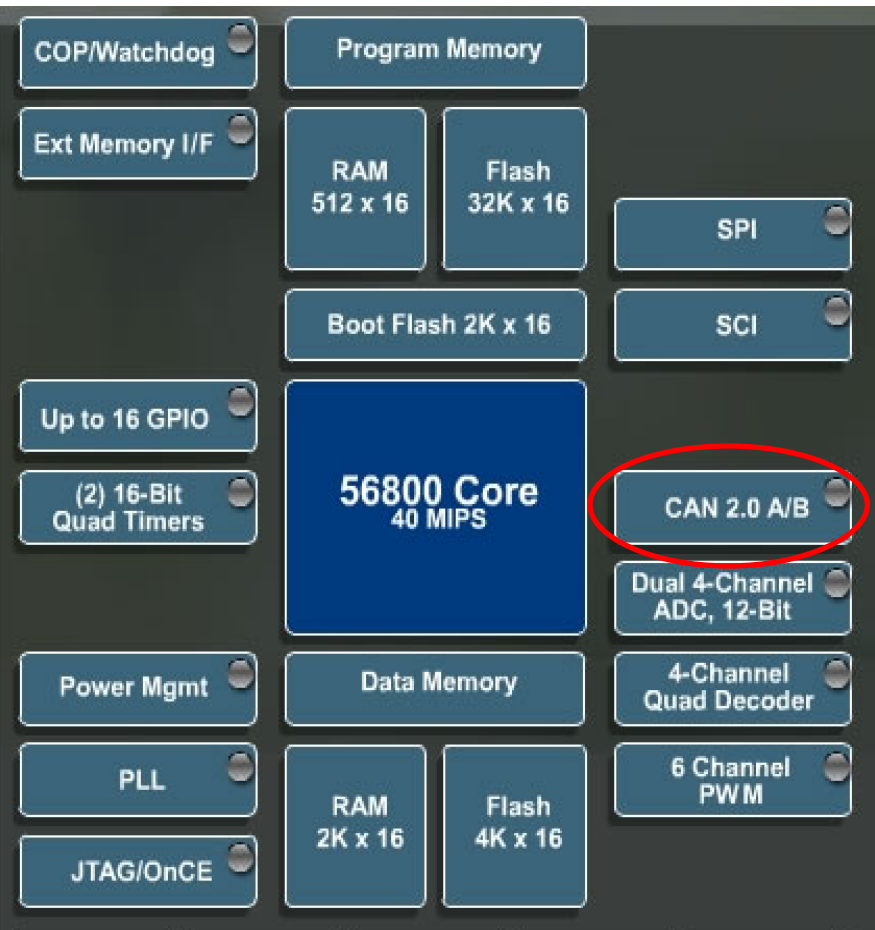 COP/Watchdog
Program Memory
Ext Memory I/F
RAM
512 x 16
Flash
32K x 16
SPI
Boot Flash 2K x 16
SCI
Up to 16 GPIO
(2) 16-Bit
Quad Timers
56800 Core
40 MIPS
CAN 2.0 A/B
Dual 4-Channel
ADC, 12-Bit
Power Mgmt
Data Memory
4-Channel
Quad Decoder
PLL
RAM
2K x 16
Flash
4K x 16
6 Channel
PWM
JTAG/OnCE